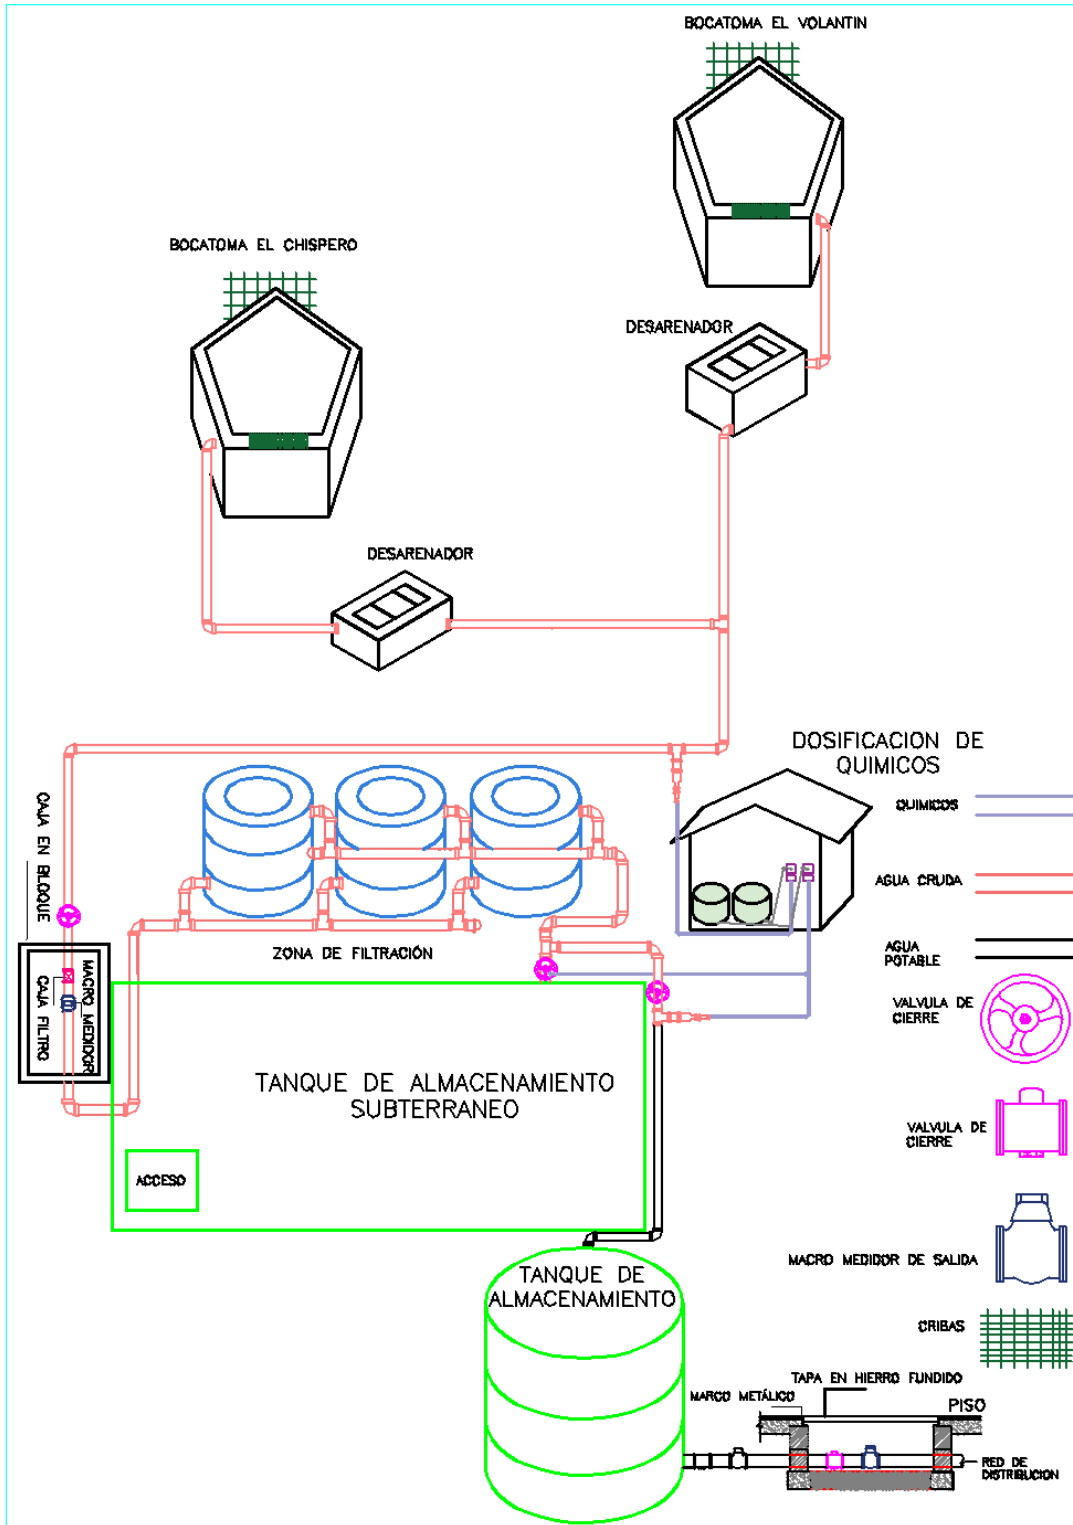 BOCATOMA EL VOLANTIN
BOCATOMA EL CHISPERO
DESARENADOR
DESARENADOR
DOSIFICACION DE
QUIMICOS
QUIMICOS
CAJA EN BLOQUE
AGUA CRUDA
ZONA DE FILTRACIÓN
AGUA
POTABLE
MACRO MEDIDOR
CAJA FILTRO
VALVULA DE
CIERRE
TANQUE DE ALMACENAMIENTO
SUBTERRANEO
VALVULA DE
CIERRE
ACCESO
MACRO MEDIDOR DE SALIDA
TANQUE DE
ALMACENAMIENTO
CRIBAS
TAPA EN HIERRO FUNDIDO
MARCO METÁLICO
PISO
RED DE
DISTRIBUCION